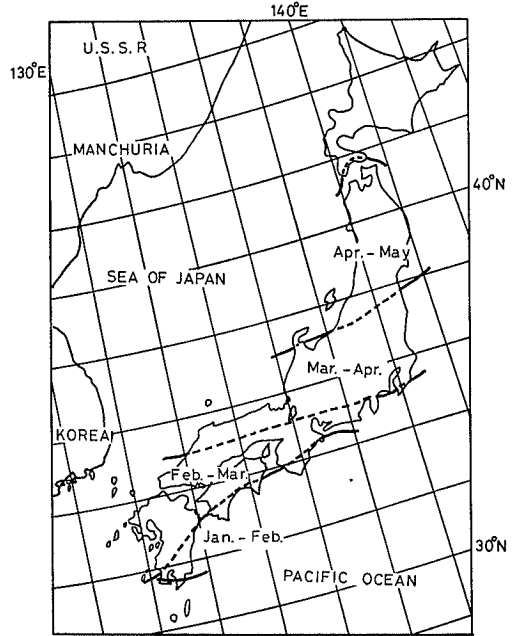 140°E
U.S.S.R
130°E
MANCHURIA
40°N
Apr.-May
SEA OF JAPAN
Mar.-Apr.
KOREA
Feb.-Mar.
Jan.-Feb.
30°N
PACIFIC OCEAN